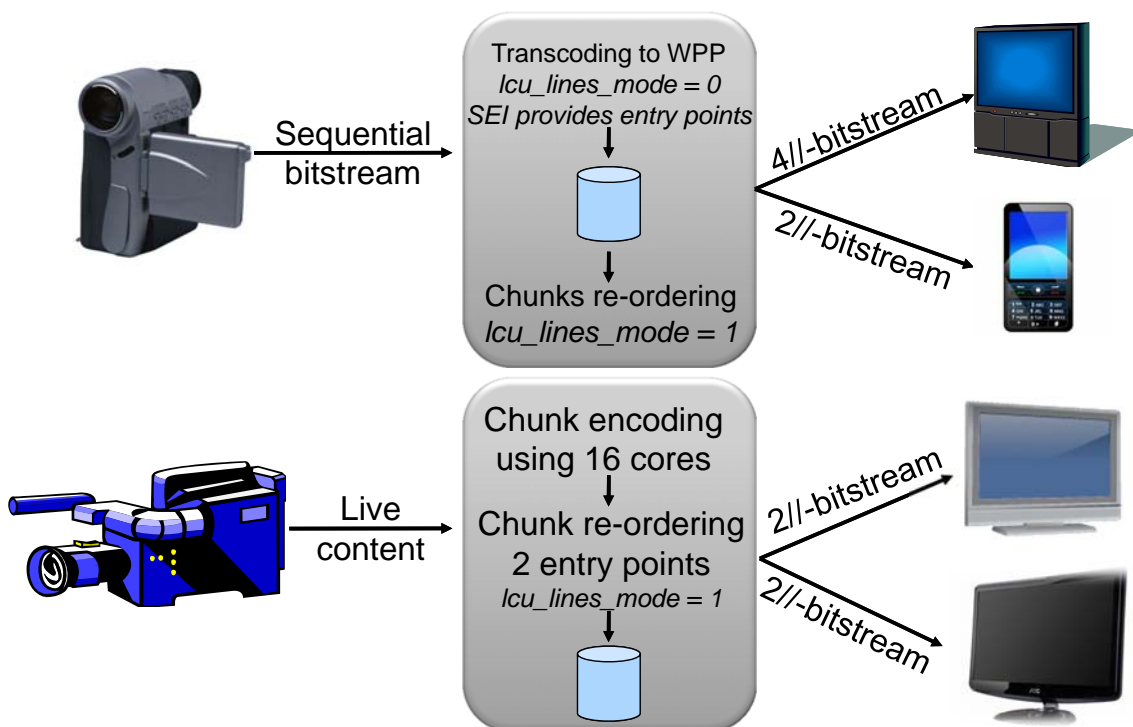 Transcoding to WPP
lcu_lines_mode = 0
SEI provides entry points
Sequential
bitstream
4//-bitstream
2//-bitstream
Chunks re-ordering
lcu_lines_mode = 1
Chunk encoding
using 16 cores
Live
content
Chunk re-ordering
2 entry points
lcu_lines_mode = 1
2//-bitstream
2//-bitstream